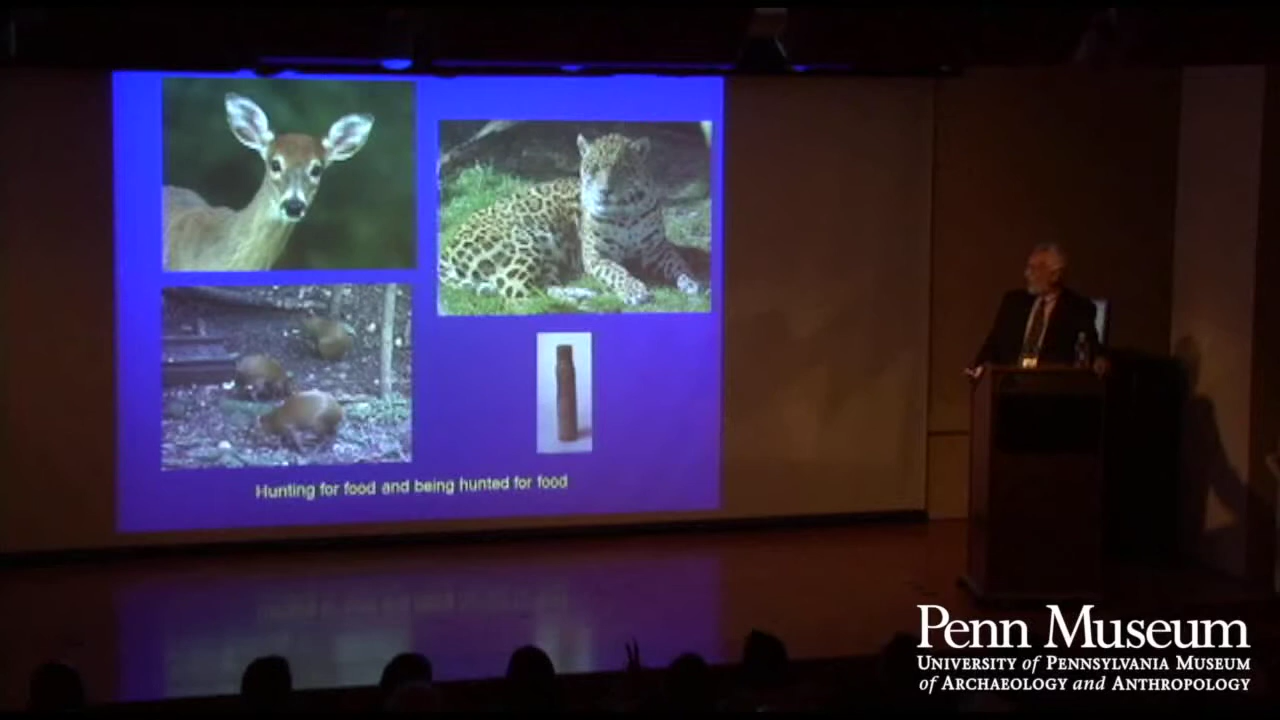 Hunting for food and being hunted for food
Penn Museum
UNIVERSITY of PENNSYLVANIA MUSEUM
of ARCHAEOLOGY and ANTHROPOLOGY